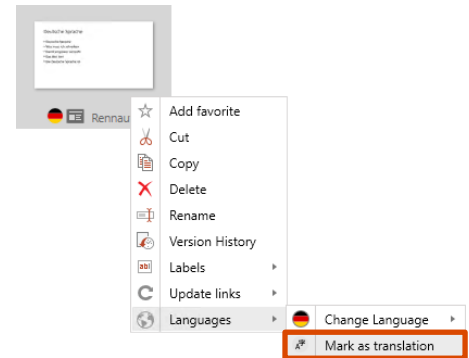 Deutsche Sprache
Rennau
Add favorite
Cut
Copy
Delete
Rename
Version History
abl
Labels
Update links
Languages
Change Language
Mark as translation